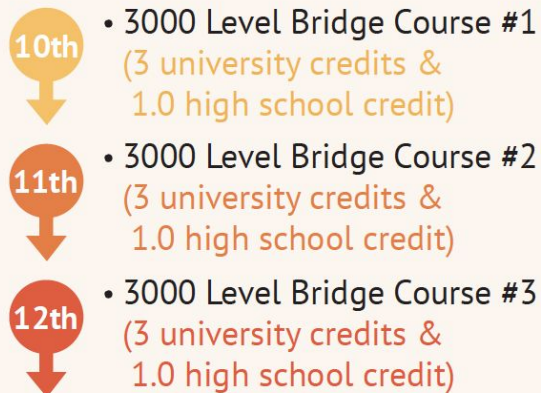 10th
• 3000 Level Bridge Course #1
(3 university credits &
1.0 high school credit)
11th
• 3000 Level Bridge Course #2
(3 university credits &
1.0 high school credit)
12th
• 3000 Level Bridge Course #3
(3 university credits &
1.0 high school credit)